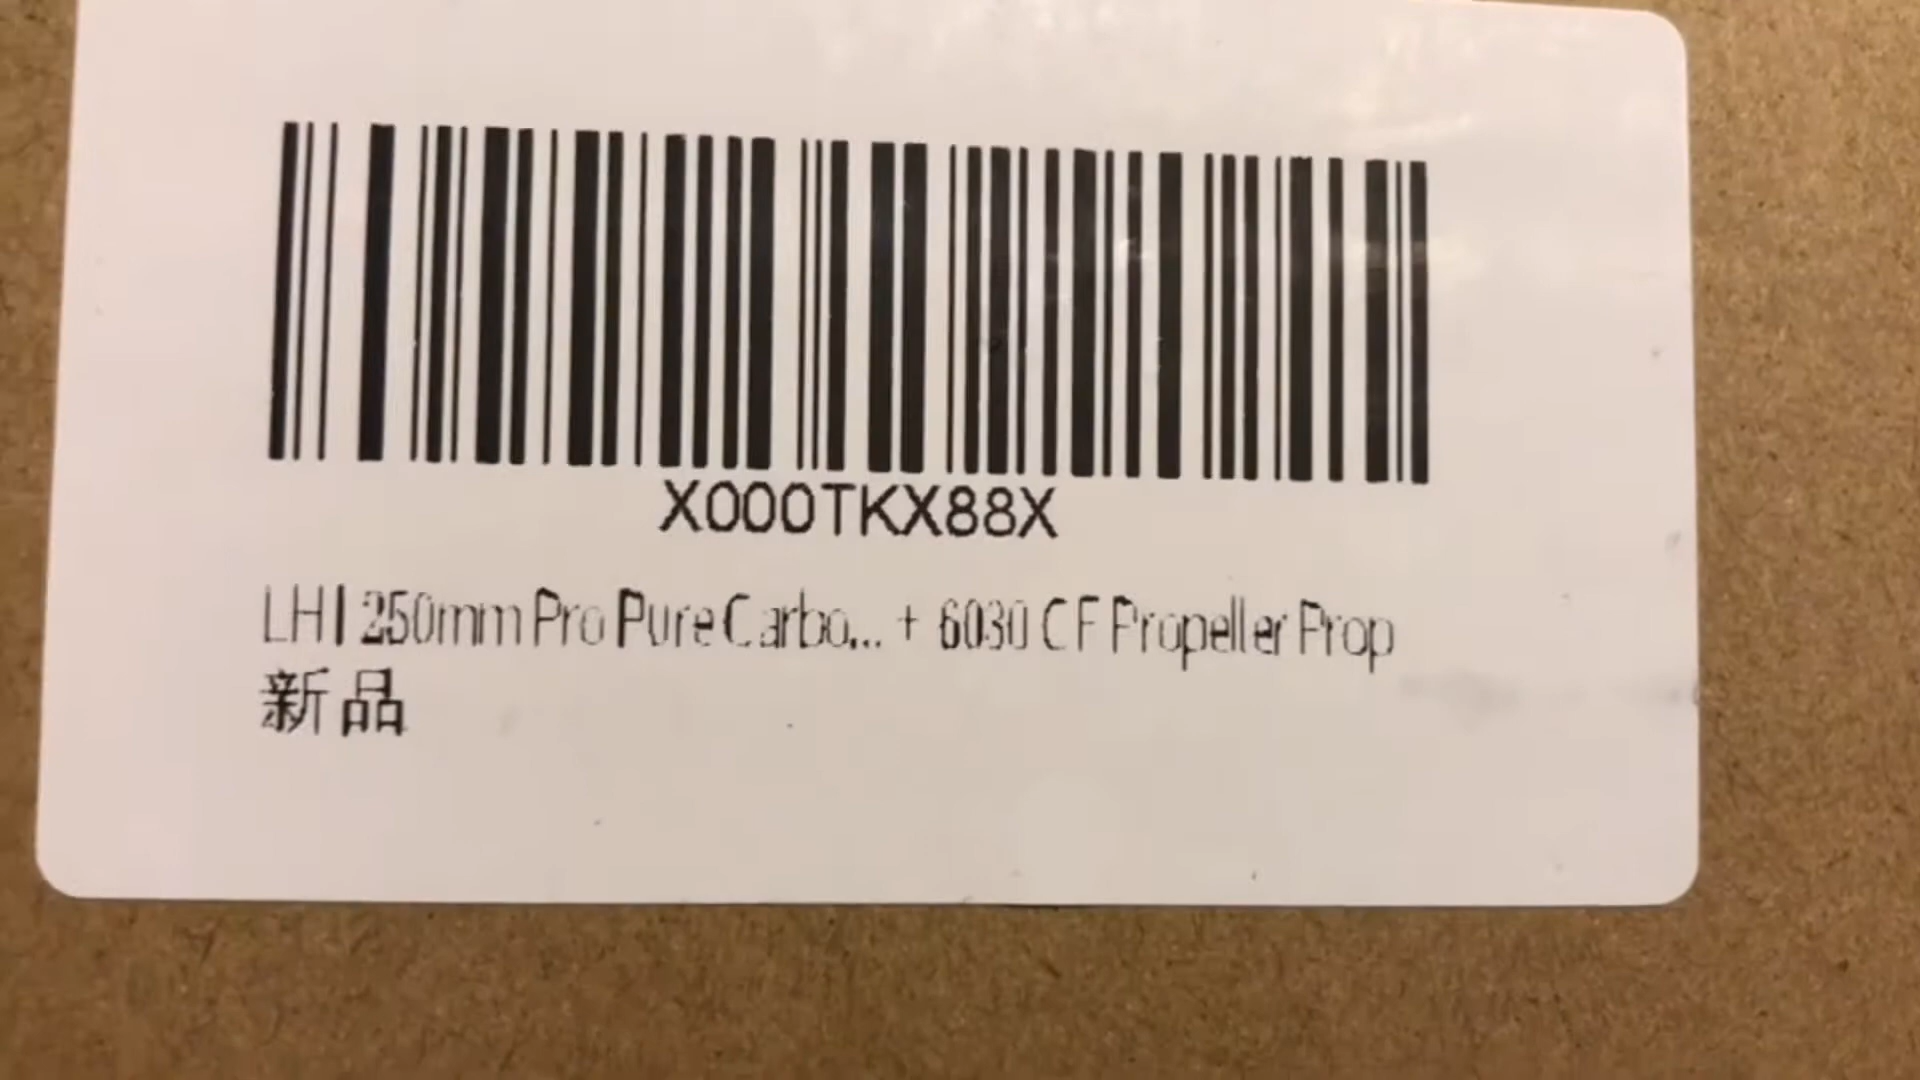 X000TKX88X
LHI 250mm Pro Pure Carbo... + 6030 CF Propeller Prop
新品